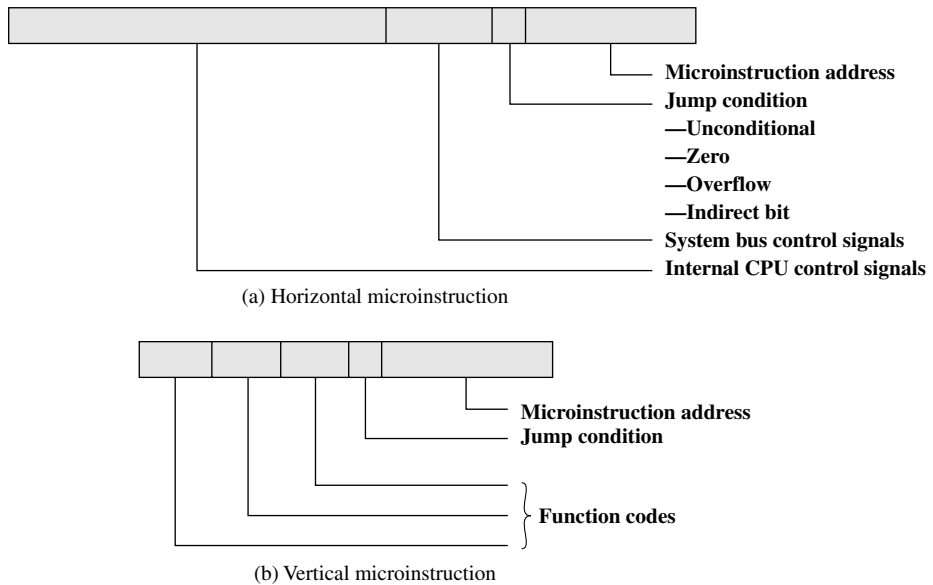 Microinstruction address
Jump condition
—Unconditional
—Zero
—Overflow
—Indirect bit
System bus control signals
Internal CPU control signals
(a) Horizontal microinstruction
Microinstruction address
Jump condition
Function codes
(b) Vertical microinstruction